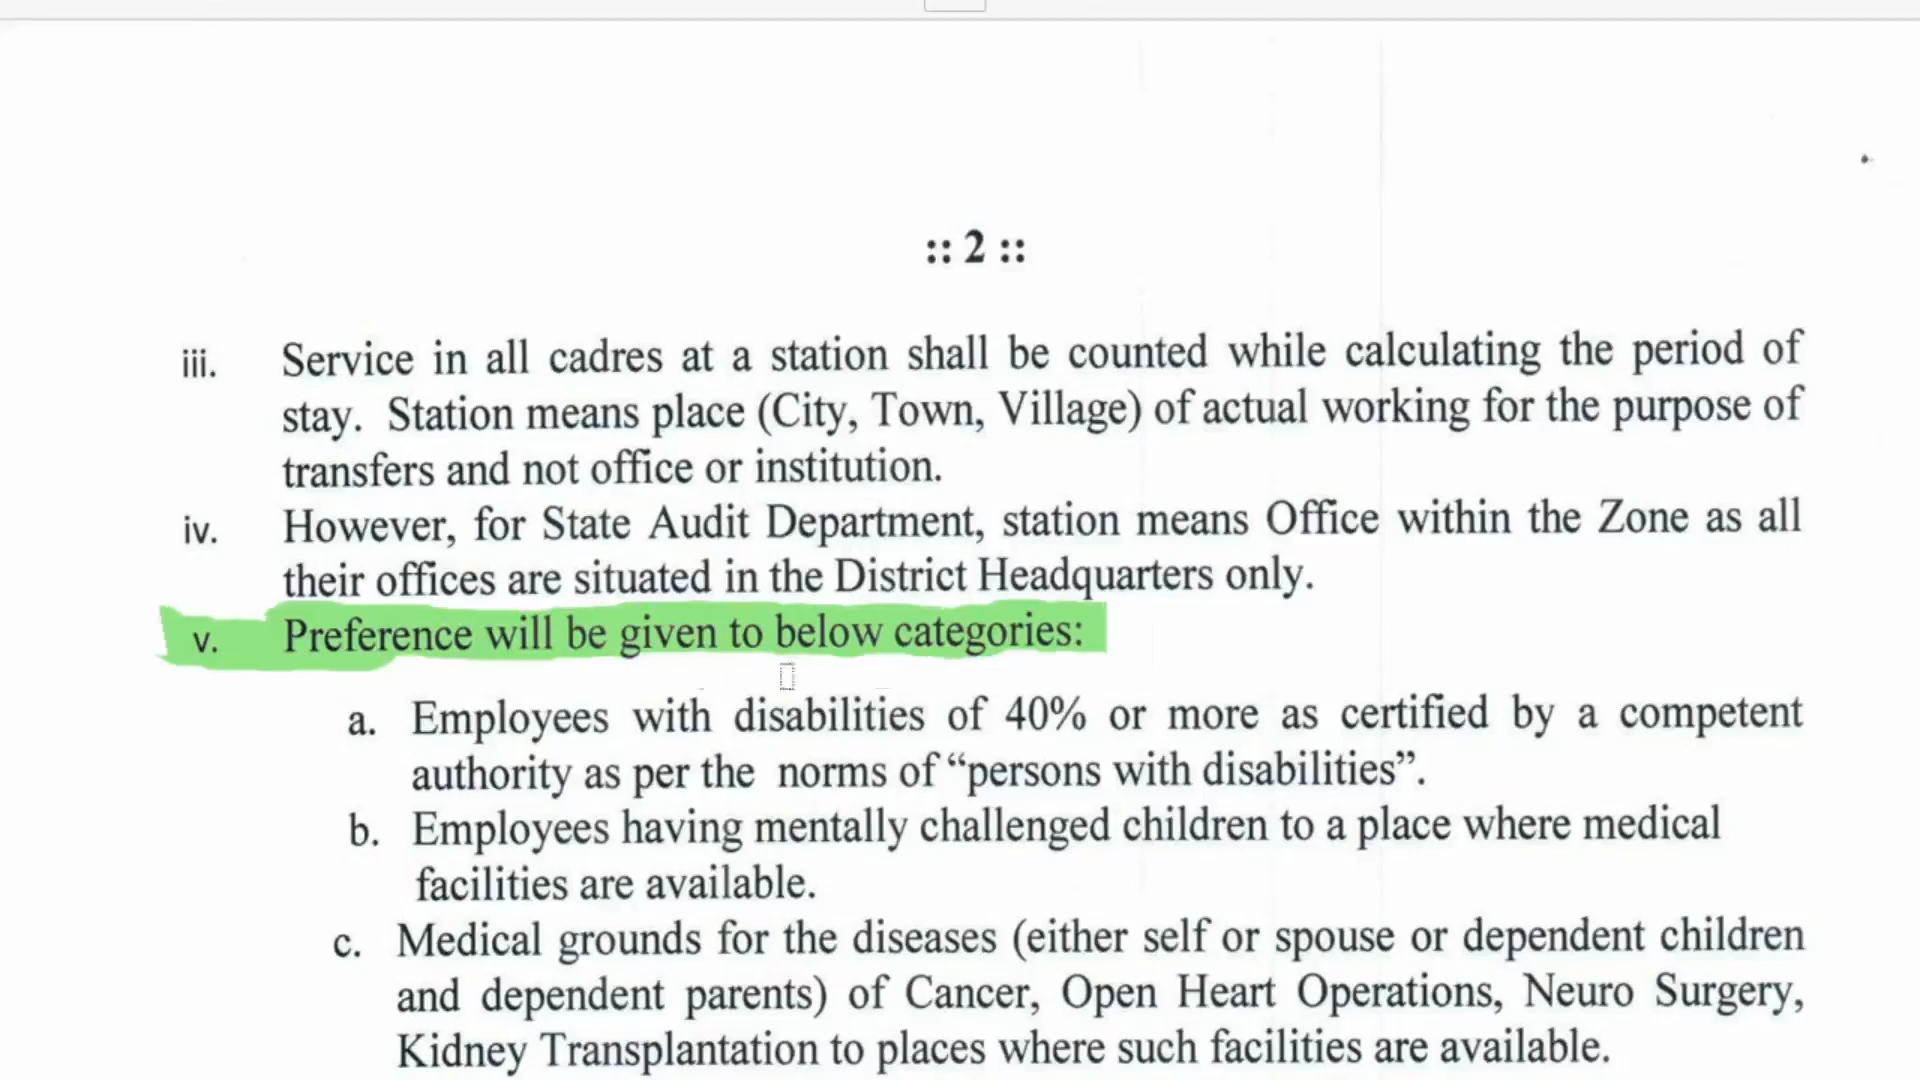 :: 2 ::
iii. Service in all cadres at a station shall be counted while calculating the period of
stay. Station means place (City, Town, Village) of actual working for the purpose of
transfers and not office or institution.
iv. However, for State Audit Department, station means Office within the Zone as all
their offices are situated in the District Headquarters only.
v. Preference will be given to below categories:
a. Employees with disabilities of 40% or more as certified by a competent
authority as per the norms of “persons with disabilities”.
b. Employees having mentally challenged children to a place where medical
facilities are available.
c. Medical grounds for the diseases (either self or spouse or dependent children
and dependent parents) of Cancer, Open Heart Operations, Neuro Surgery,
Kidney Transplantation to places where such facilities are available.